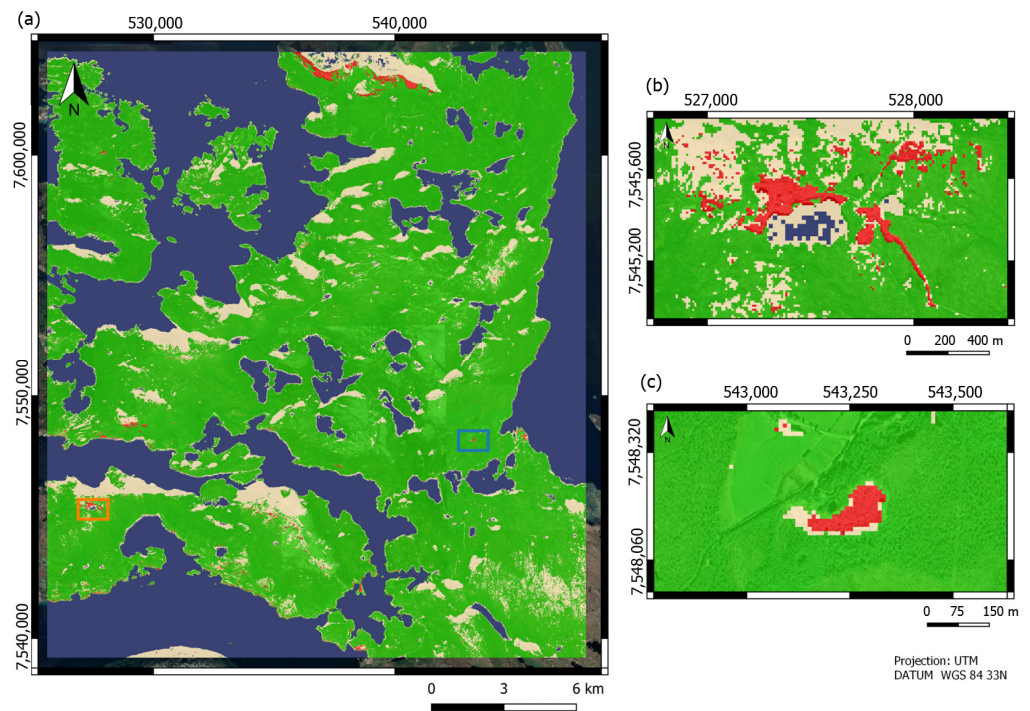 (a)
530,000
540,000
N
7,600,000
7,550,000
7,540,000
0 3 6 km
(b)
527,000
528,000
N
7,545,600
7,545,200
0 200 400 m
(c)
543,000
543,250
543,500
N
7,548,320
7,548,060
0 75 150 m
Projection: UTM
DATUM WGS 84 33N